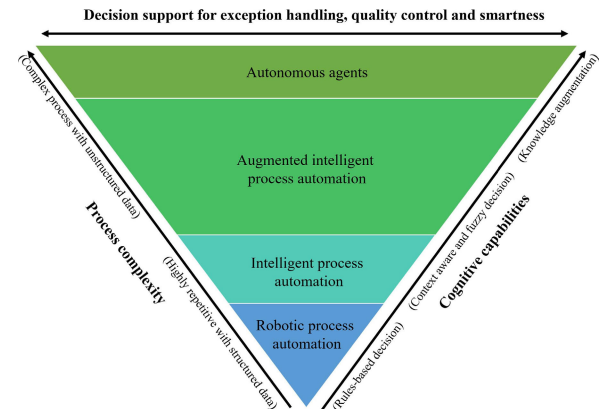 Decision support for exception handling, quality control and smartness
Autonomous agents
Augmented intelligent
process automation
Intelligent process
automation
Robotic process
automation
(Complex process with unstructured data)
Process complexity
(Highly repetitive with structured data)
(Knowledge augmentation)
(Context aware and fuzzy decision)
Cognitive capabilities
(Rules-based decision)